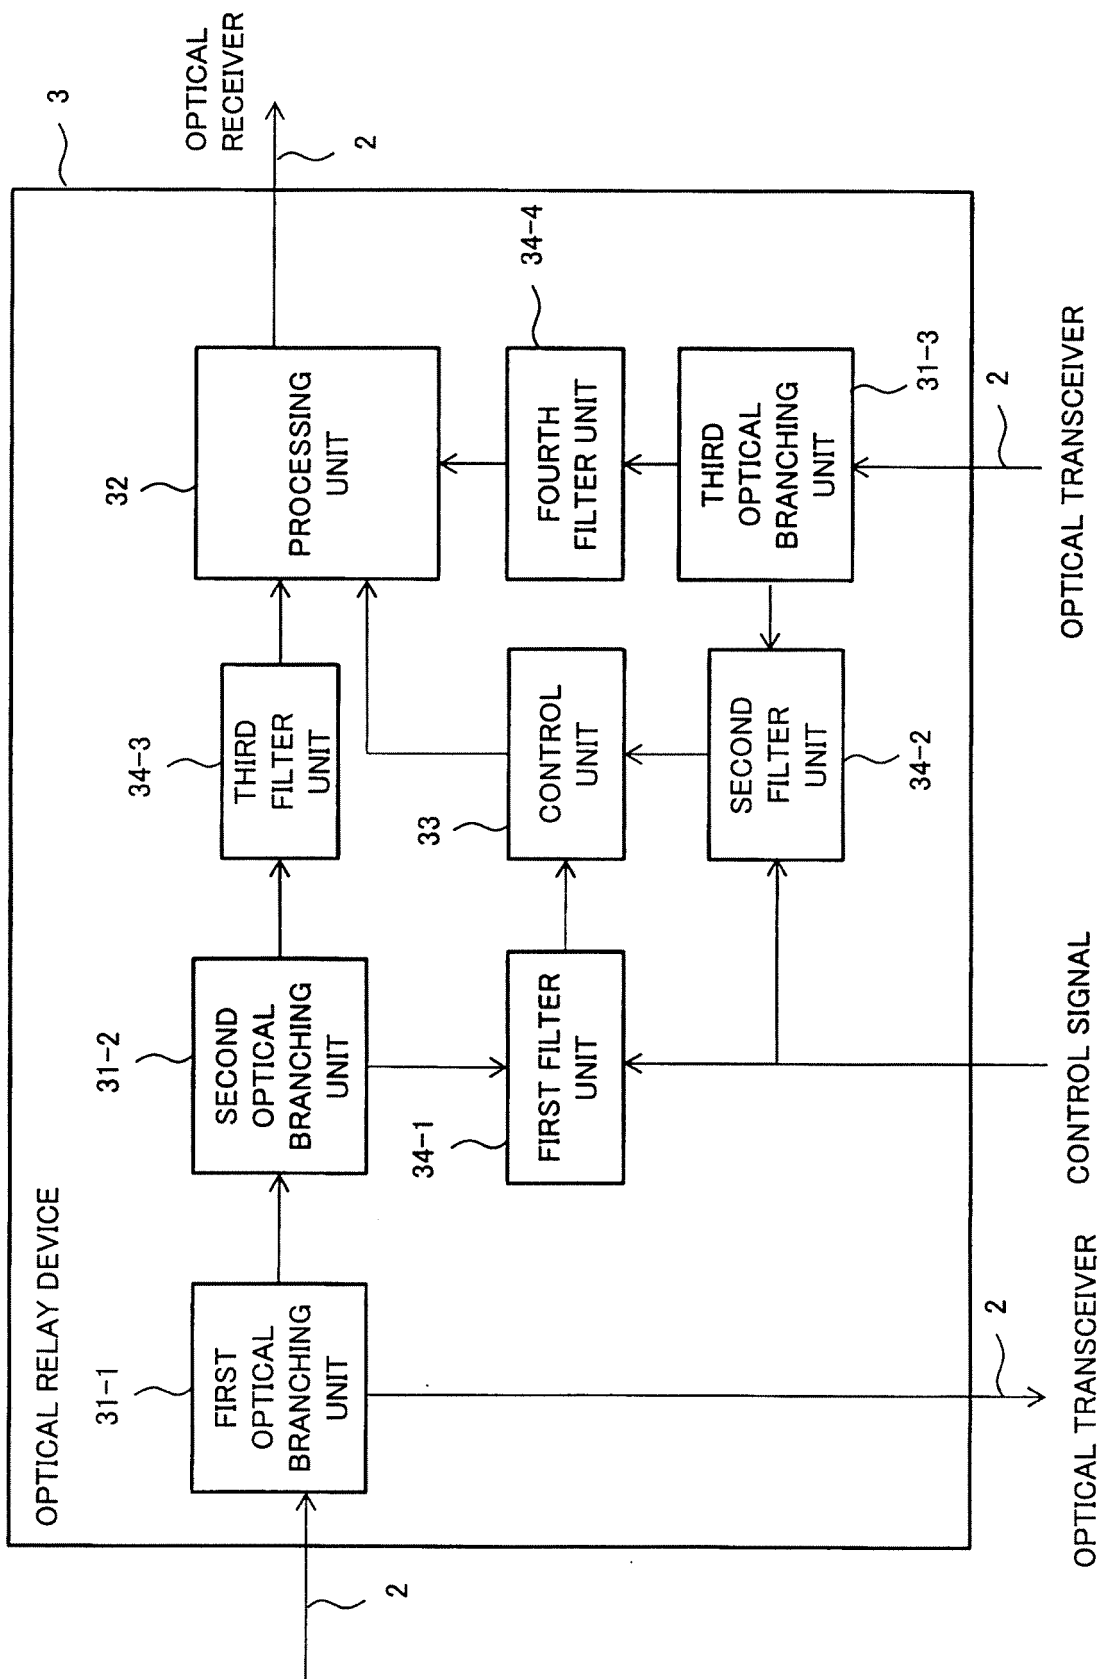 OPTICAL RELAY DEVICE
3
31-1
FIRST
OPTICAL
BRANCHING
UNIT
31-2
SECOND
OPTICAL
BRANCHING
UNIT
34-3
THIRD
FILTER
UNIT
32
PROCESSING
UNIT
OPTICAL
RECEIVER
2
2
34-1
FIRST FILTER
UNIT
33
CONTROL
UNIT
34-4
FOURTH
FILTER UNIT
SECOND
FILTER
UNIT
34-2
THIRD
OPTICAL
BRANCHING
UNIT
31-3
2
2
OPTICAL TRANSCEIVER
CONTROL SIGNAL
OPTICAL TRANSCEIVER